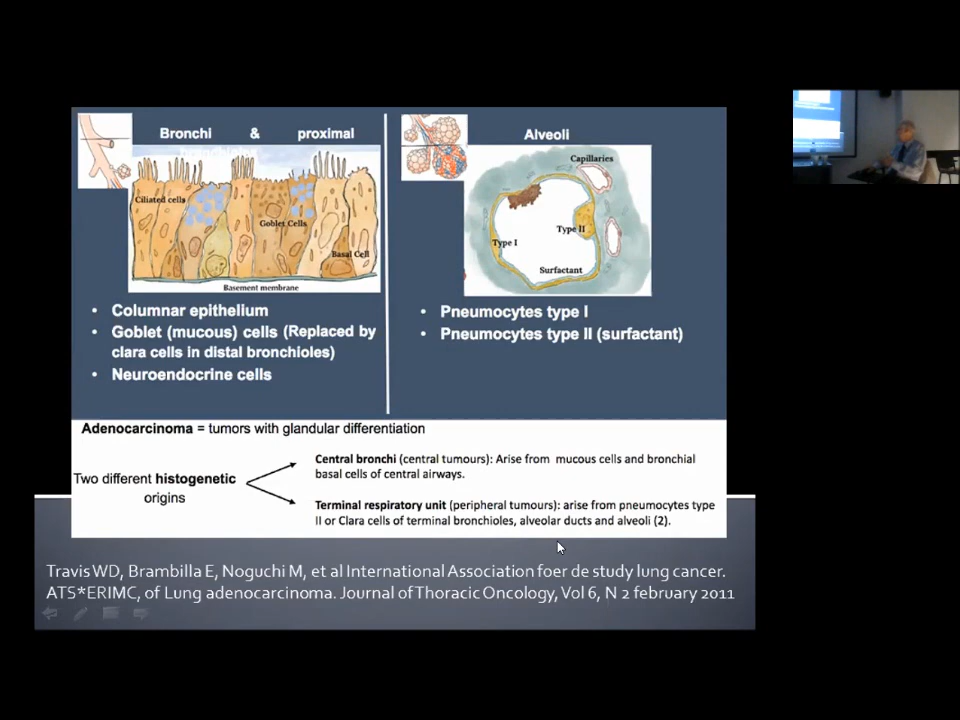 Bronchi & proximal
bronchioles
Ciliated cells
Goblet Cells
Basal Cell
Basement membrane
• Columnar epithelium
• Goblet (mucous) cells (Replaced by
clara cells in distal bronchioles)
• Neuroendocrine cells
Alveoli
Capillaries
Type I
Type II
Surfactant
• Pneumocytes type I
• Pneumocytes type II (surfactant)
Adenocarcinoma = tumors with glandular differentiation
Two different histogenetic
origins
Central bronchi (central tumours): Arise from mucous cells and bronchial
basal cells of central airways.
Terminal respiratory unit (peripheral tumours): arise from pneumocytes type
II or Clara cells of terminal bronchioles, alveolar ducts and alveoli (2).
Travis WD, Brambilla E, Noguchi M, et al International Association foer de study lung cancer.
ATS*ERIMC, of Lung adenocarcinoma. Journal of Thoracic Oncology, Vol 6, N 2 february 2011